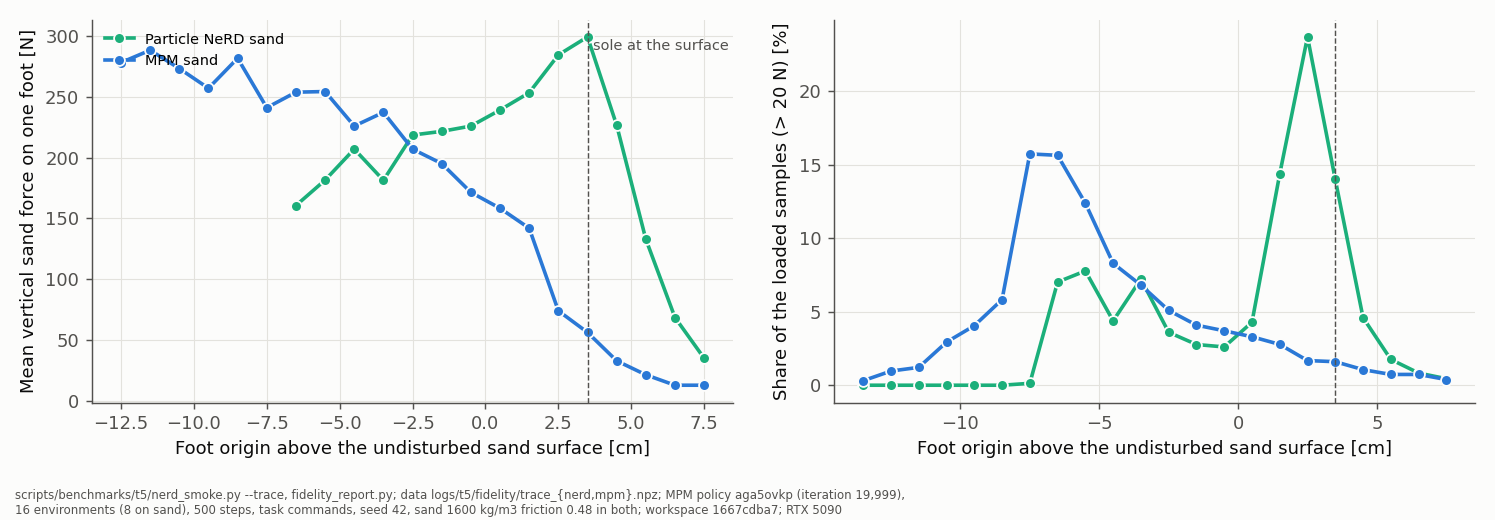 Mean vertical sand force on one foot [N]
300
250
200
150
100
50
0
Particle NeRD sand
MPM sand
sole at the surface
−12.5 −10.0 −7.5 −5.0 −2.5 0.0 2.5 5.0 7.5
Foot origin above the undisturbed sand surface [cm]
Share of the loaded samples (> 20 N) [%]
20
15
10
5
0
−10 −5 0 5
Foot origin above the undisturbed sand surface [cm]
scripts/benchmarks/t5/nerd_smoke.py --trace, fidelity_report.py; data logs/t5/fidelity/trace_{nerd,mpm}.npz; MPM policy aga5ovkp (iteration 19,999),
16 environments (8 on sand), 500 steps, task commands, seed 42, sand 1600 kg/m3 friction 0.48 in both; workspace 1667cdba7; RTX 5090